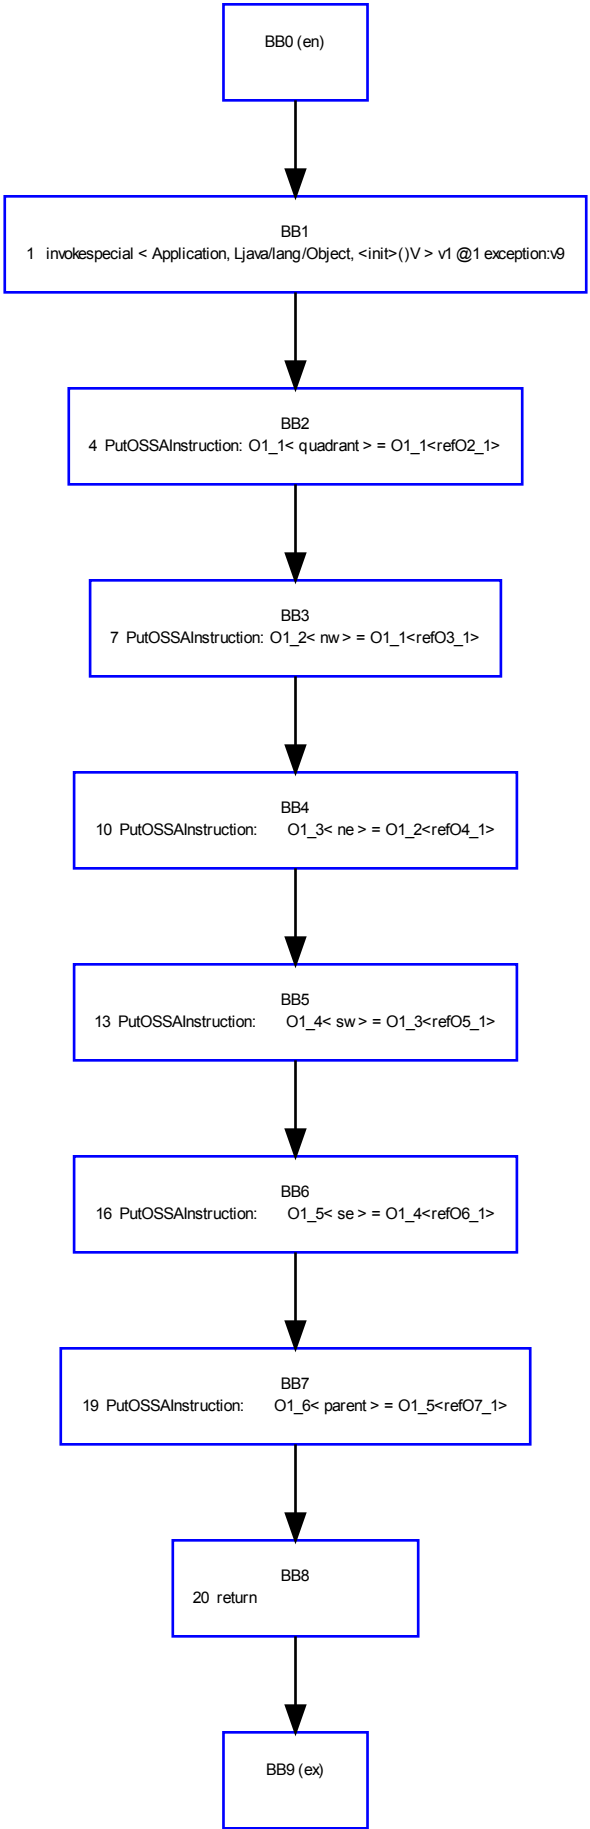 BB0 (en)
BB1
1 invokespecial < Application, Ljava/lang/Object, <init>()V > v1 @1 exception:v9
BB2
4 PutOSSAInstruction: O1_1< quadrant > = O1_1<refO2_1>
BB3
7 PutOSSAInstruction: O1_2< nw > = O1_1<refO3_1>
BB4
10 PutOSSAInstruction: O1_3< ne > = O1_2<refO4_1>
BB5
13 PutOSSAInstruction: O1_4< sw > = O1_3<refO5_1>
BB6
16 PutOSSAInstruction: O1_5< se > = O1_4<refO6_1>
BB7
19 PutOSSAInstruction: O1_6< parent > = O1_5<refO7_1>
BB8
20 return
BB9 (ex)